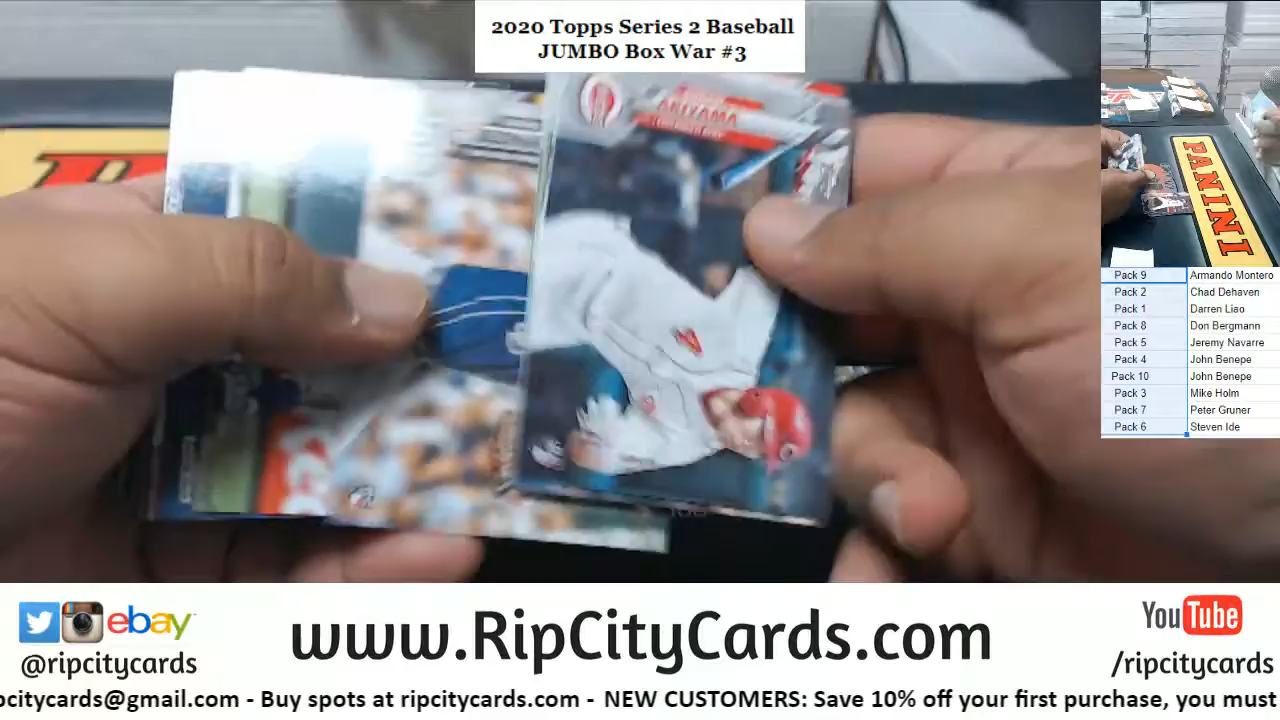 2020 Topps Series 2 Baseball
JUMBO Box War #3
AKIYAMA
PANINI
Pack 9 Armando Montero
Pack 2 Chad Dehaven
Pack 1 Darren Liao
Pack 8 Don Bergmann
Pack 5 Jeremy Navarre
Pack 4 John Benepe
Pack 10 John Benepe
Pack 3 Mike Holm
Pack 7 Peter Gruner
Pack 6 Steven Ide
ebay
@ripcitycards
www.RipCityCards.com
YouTube
/ripcitycards
pcitycards@gmail.com - Buy spots at ripcitycards.com - NEW CUSTOMERS: Save 10% off your first purchase, you must